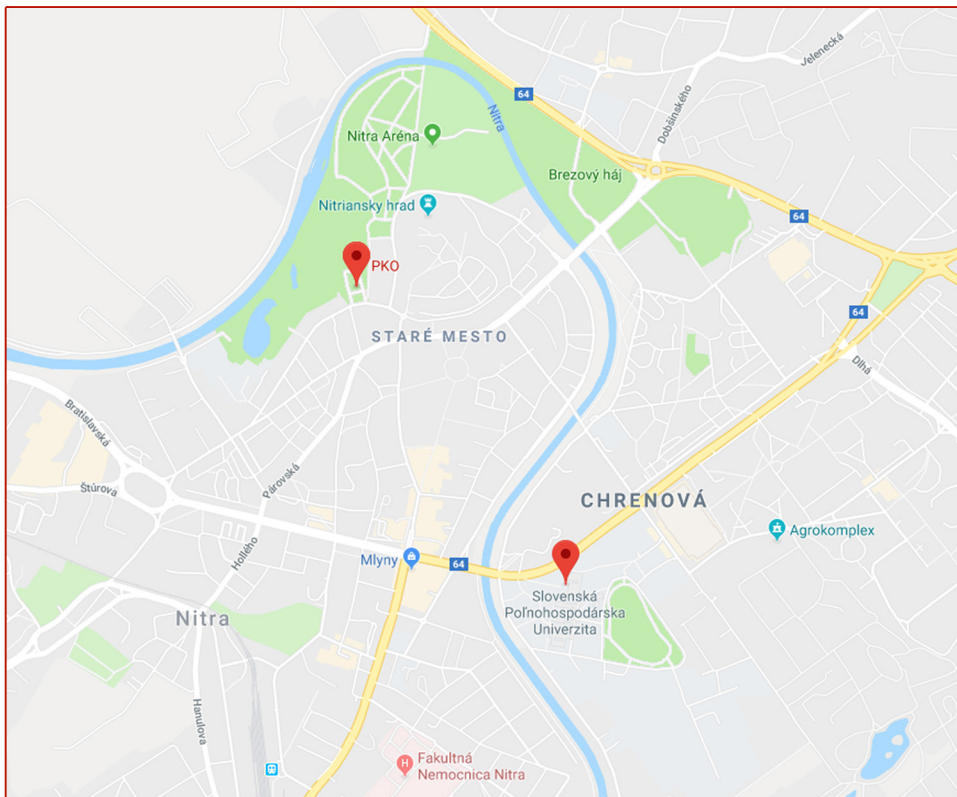 Jelenecká
64
Nitra
Dobšinského
Nitra Aréna
Brezový háj
Nitriansky hrad
64
PKO
64
STARÉ MESTO
Dlhá
Bratislavská
Párovská
Štúrova
CHRENOVÁ
Agrokomplex
Hollého
Mlyny
64
Slovenská
Poľnohospodárska
Univerzita
Nitra
Hanulova
Fakultná
Nemocnica Nitra
H